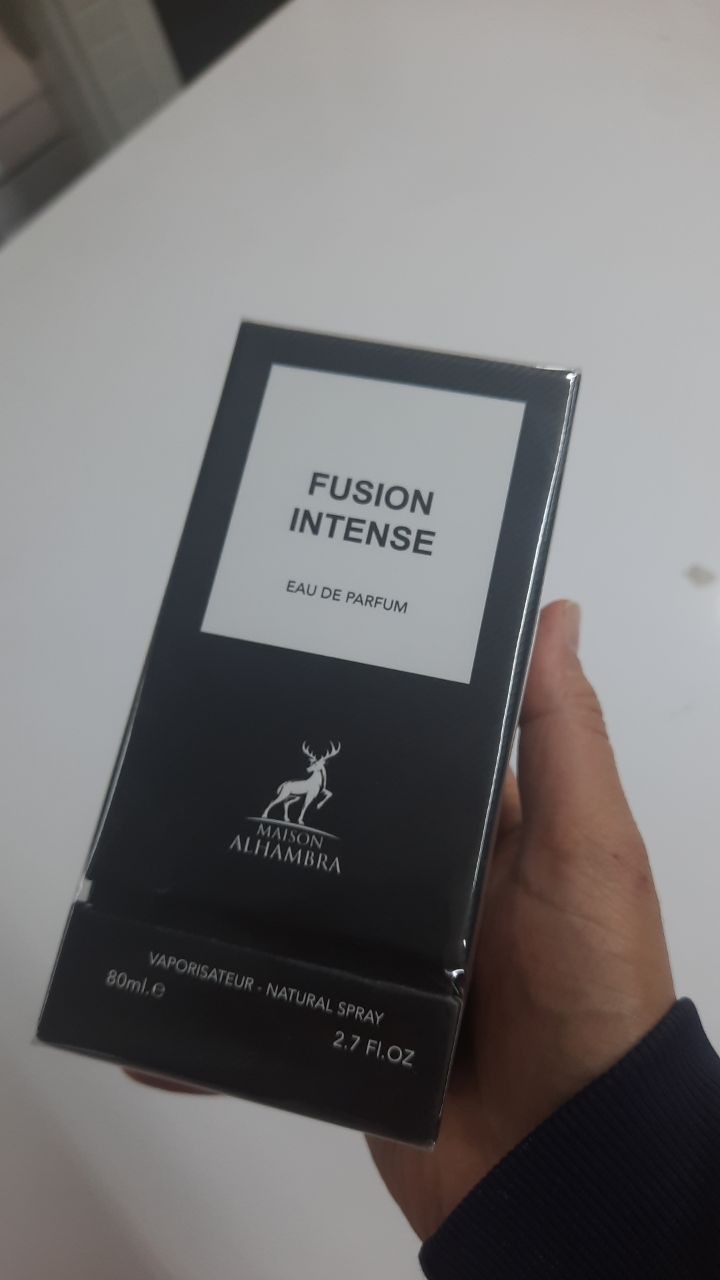 FUSION
INTENSE
EAU DE PARFUM
MAISON
ALHAMBRA
VAPORISATEUR - NATURAL SPRAY
80ml.℮
2.7 Fl.OZ